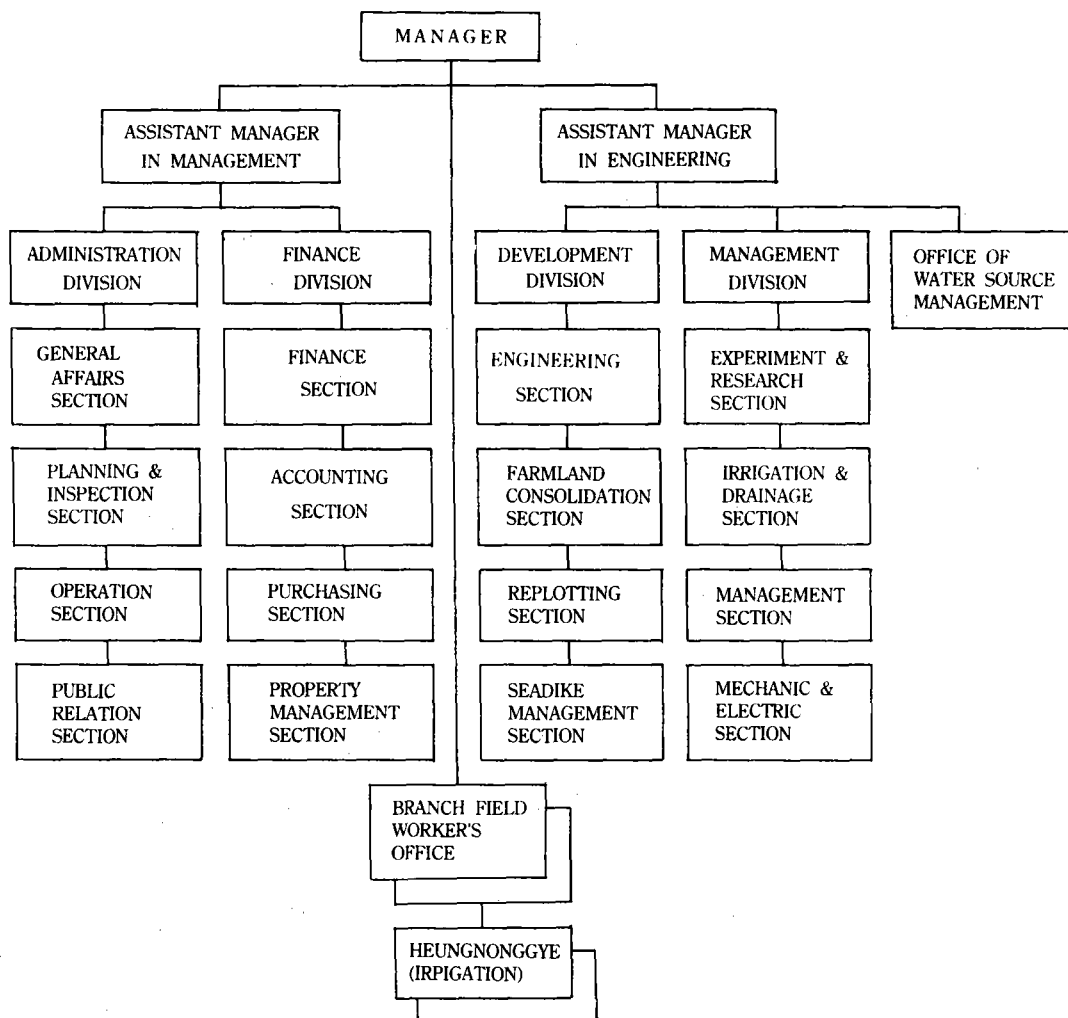 MANAGER
ASSISTANT MANAGER
IN MANAGEMENT
ASSISTANT MANAGER
IN ENGINEERING
ADMINISTRATION
DIVISION
FINANCE
DIVISION
DEVELOPMENT
DIVISION
MANAGEMENT
DIVISION
OFFICE OF
WATER SOURCE
MANAGEMENT
GENERAL
AFFAIRS
SECTION
FINANCE
SECTION
ENGINEERING
SECTION
EXPERIMENT &
RESEARCH
SECTION
PLANNING &
INSPECTION
SECTION
ACCOUNTING
SECTION
FARMLAND
CONSOLIDATION
SECTION
IRRIGATION &
DRAINAGE
SECTION
OPERATION
SECTION
PURCHASING
SECTION
REPLOTTING
SECTION
MANAGEMENT
SECTION
PUBLIC
RELATION
SECTION
PROPERTY
MANAGEMENT
SECTION
SEADIKE
MANAGEMENT
SECTION
MECHANIC &
ELECTRIC
SECTION
BRANCH FIELD
WORKER'S
OFFICE
HEUNGNONGGYE
(IRPIGATION)